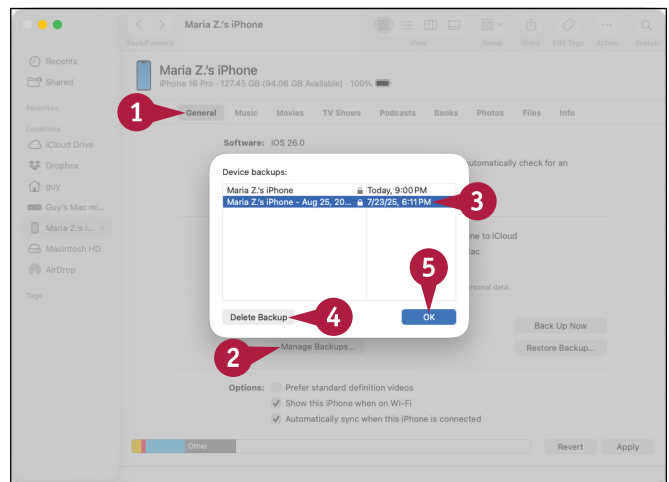 Maria Z.'s iPhone
Back/Forward View Group Share Edit Tags Action Search
Recents
Shared
Favorites
Locations
iCloud Drive
Dropbox
guy
Guy's Mac mi...
Maria Z.'s i...
Macintosh HD
AirDrop
Tags
Maria Z.'s iPhone
iPhone 16 Pro · 127.45 GB (94.06 GB Available) · 100%
1
General Music Movies TV Shows Podcasts Books Photos Files Info
Software: iOS 26.0
utomatically check for an
Device backups:
Maria Z.'s iPhone Today, 9:00 PM
Maria Z.'s iPhone - Aug 25, 20... 7/23/25, 6:11 PM
3
ne to iCloud
ac
ersonal data.
5
Delete Backup
4
OK
Back Up Now
2
Manage Backups...
Restore Backup...
Options: Prefer standard definition videos
Show this iPhone when on Wi-Fi
Automatically sync when this iPhone is connected
Other
Revert Apply